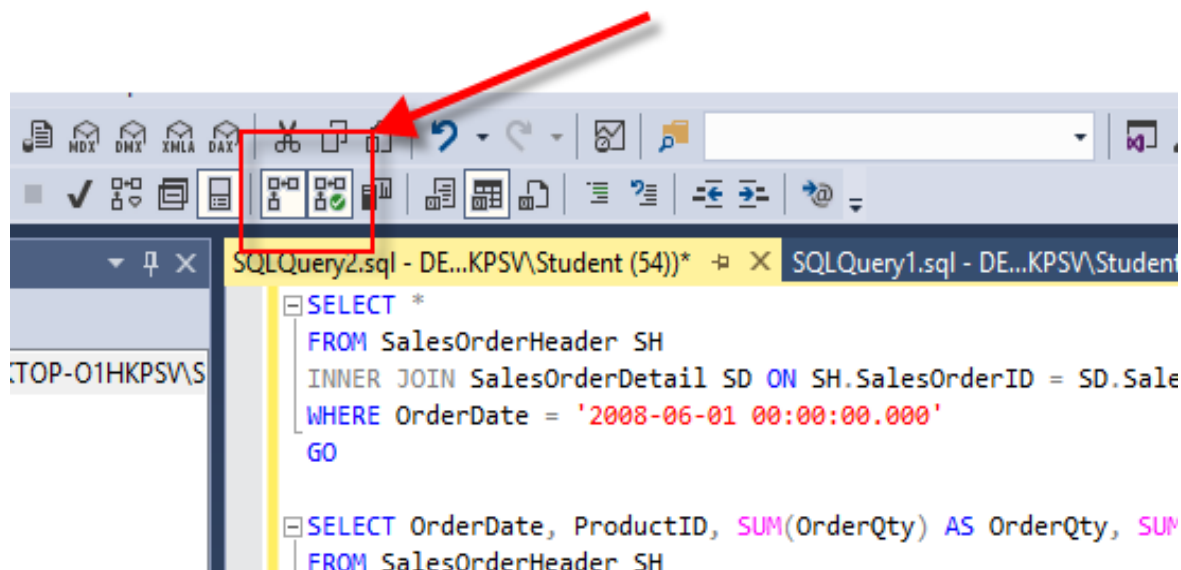 MDX DMX XMLA DAX
SQLQuery2.sql - DE...KPSV\Student (54))* SQLQuery1.sql - DE...KPSV\Student
SELECT *
FROM SalesOrderHeader SH
KTOP-O1HKPSV\S
INNER JOIN SalesOrderDetail SD ON SH.SalesOrderID = SD.Sale
WHERE OrderDate = '2008-06-01 00:00:00.000'
GO
SELECT OrderDate, ProductID, SUM(OrderQty) AS OrderQty, SUM
FROM SalesOrderHeader SH